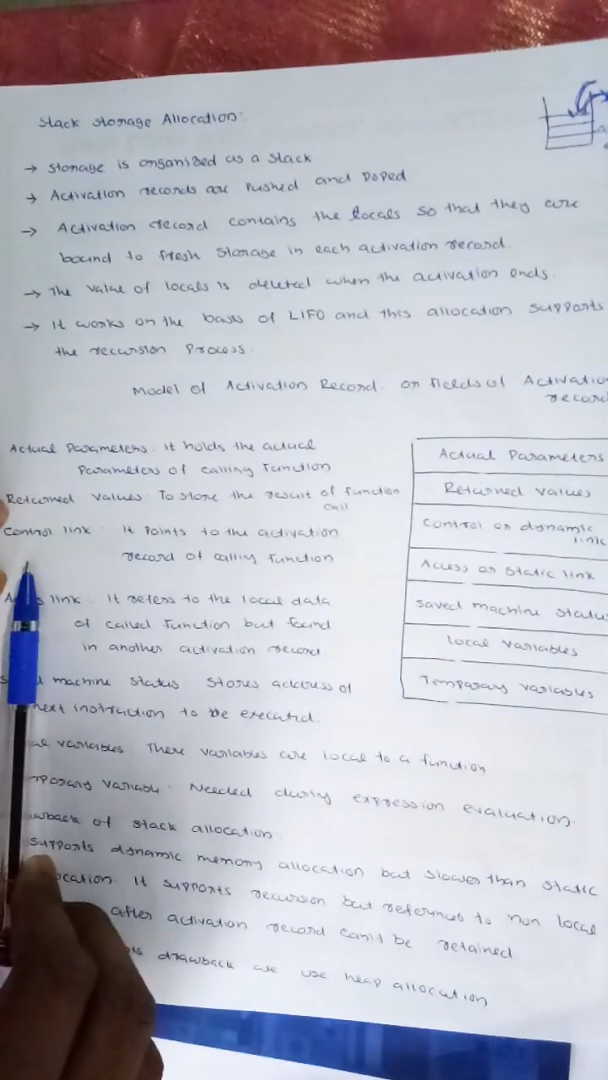 Stack Storage Allocation:
→ Storage is organized as a stack
→ Activation records are pushed and poped
→ Activation record contains the locals so that they are
bound to fresh storage in each activation record.
→ The value of locals is deleted when the activation ends.
→ It works on the basis of LIFO and this allocation supports
the recursion process.
Model of Activation Record or fields of Activatio
record
Actual Parameters: it holds the actual
Parameters of calling function
Returned Values: To store the result of function
call
Control link: It points to the activation
record of calling function
link: It refers to the local data
of called function but found
in another activation record
machine status: stores address of
next instruction to be executed.
variables: These variables are local to a function
Variable: Needed during expression evaluation.
of stack allocation:
supports dynamic memory allocation but slower than static
It supports recursion but references to non local
after activation record can't be retained
drawback we use heap allocation
Actual Parameters
Returned values
Control or dynamic
link
Access or static link
Saved machine status
Local variables
Temporary variables